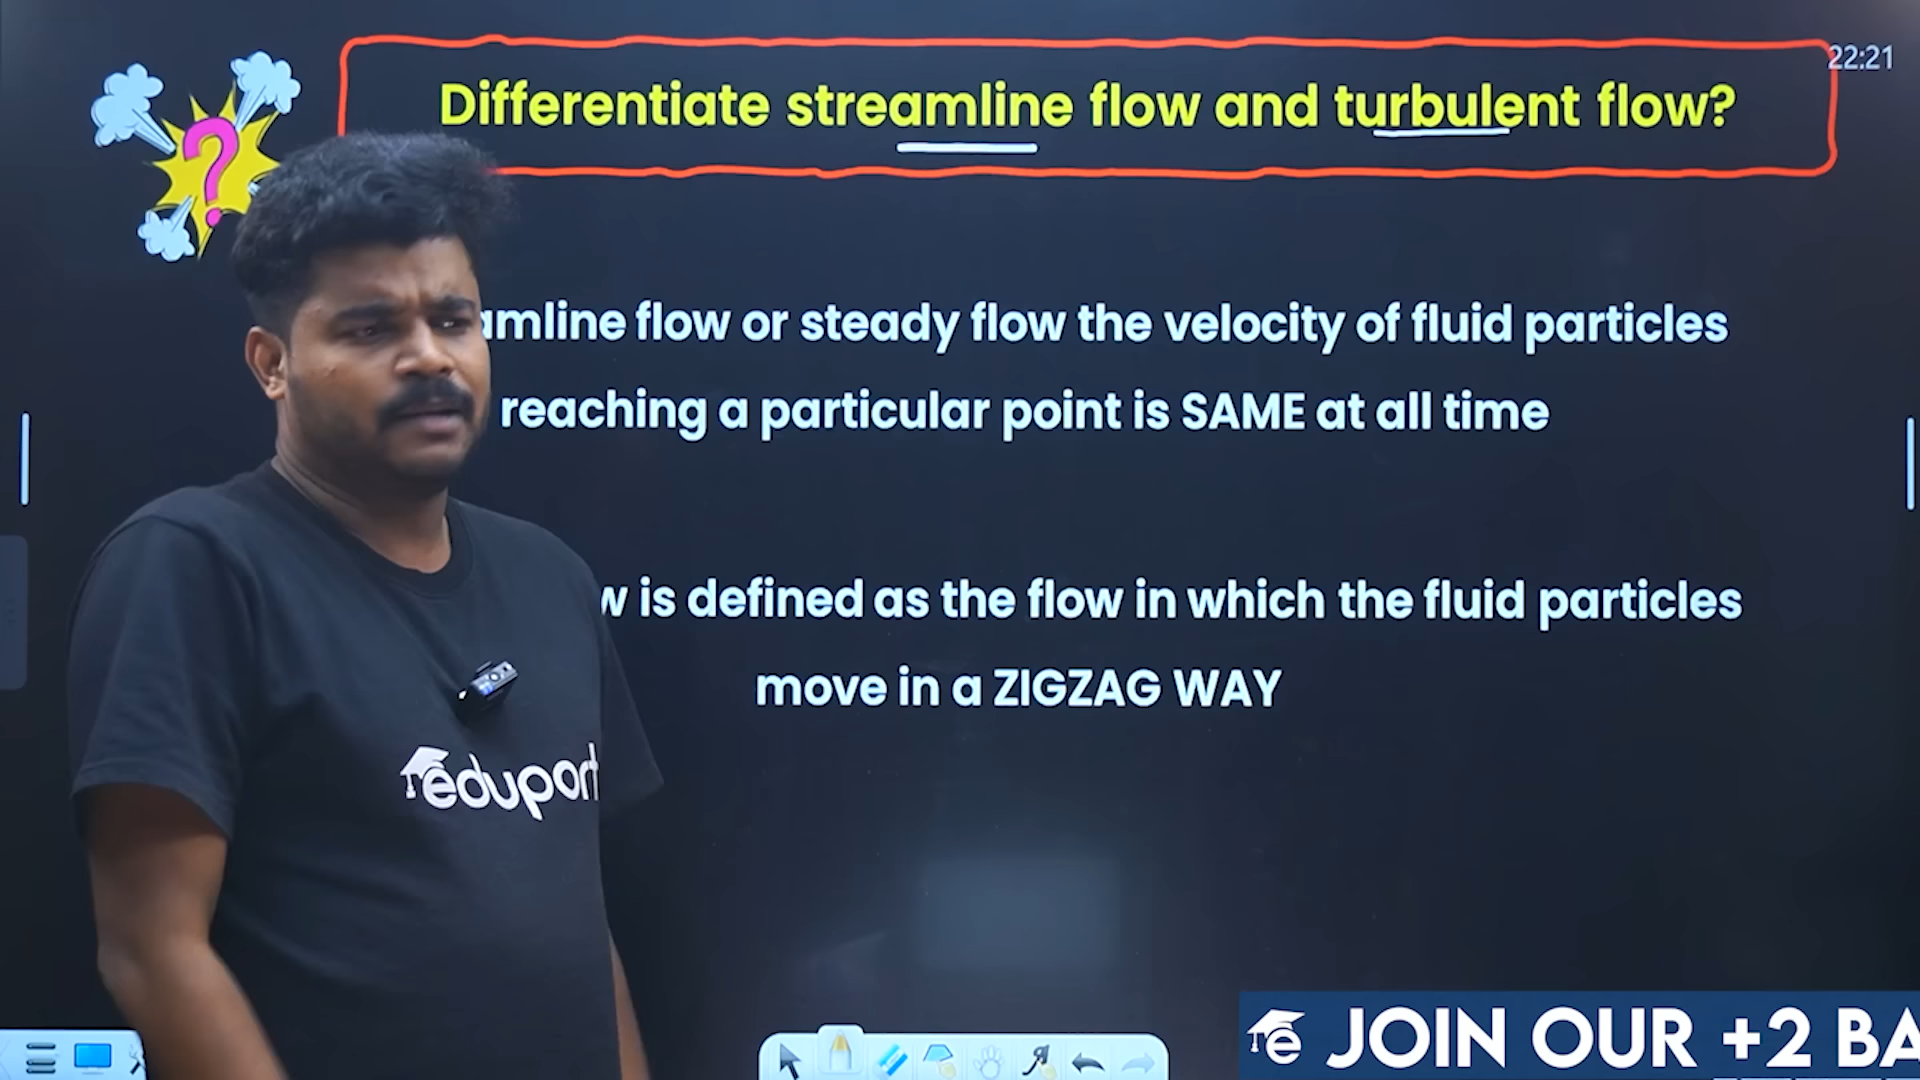 22:21
Differentiate streamline flow and turbulent flow?
?
amline flow or steady flow the velocity of fluid particles
reaching a particular point is SAME at all time
w is defined as the flow in which the fluid particles
move in a ZIGZAG WAY
eduport
e JOIN OUR +2 BA